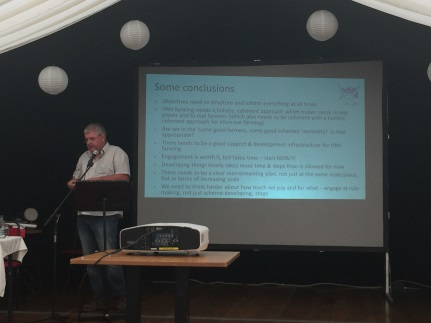 Some conclusions
Objectives need to structure and inform everything at all times
HNV farming needs a holistic, coherent approach which makes sense in real
places and to real farmers (which also needs to be coherent with a holistic
coherent approach for intensive farming)
Are we in the 'some good farmers, some good schemes' mentality? Is that
appropriate?
There needs to be a good support & development infrastructure for HNV
farming
Engagement is worth it, but takes time – start NOW!!!
Developing things locally takes more time & steps than is allowed for now
There needs to be a clear mainstreaming plan, not just at the same scale/place
but in terms of increasing scale
We need to think harder about how much we pay and for what – engage at rule
making, not just scheme developing, stage